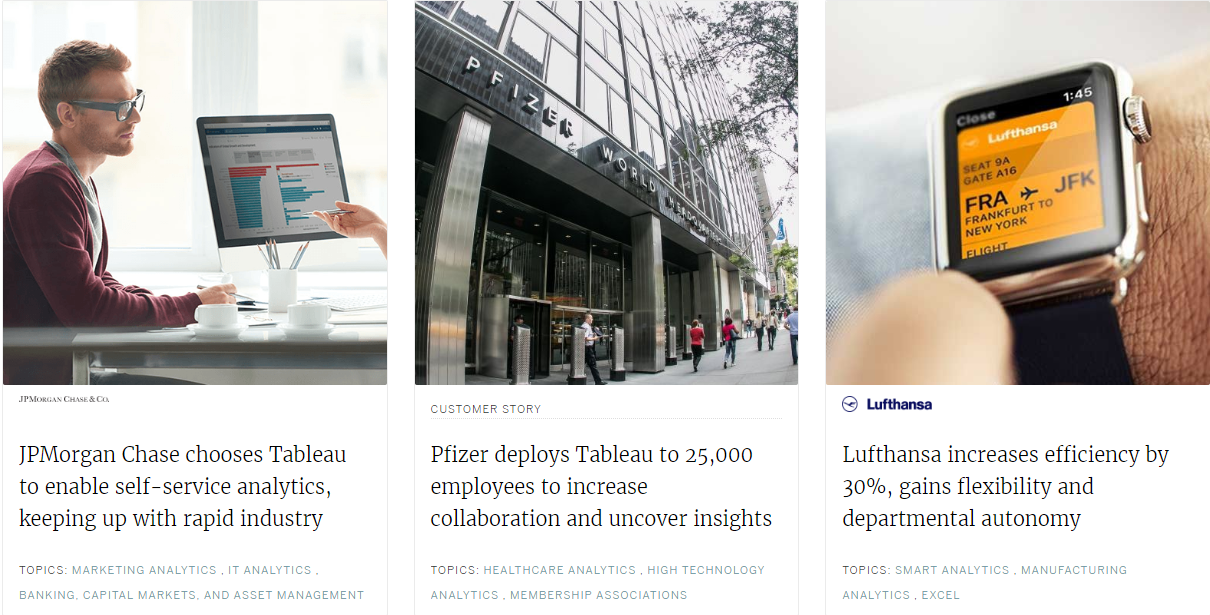 PFIZER WORLD
1:45
Close
Lufthansa
SEAT 9A
GATE A16
FRA JFK
FRANKFURT TO
NEW YORK
FLIGHT
JPMORGAN CHASE & CO.
JPMorgan Chase chooses Tableau
to enable self-service analytics,
keeping up with rapid industry
TOPICS: MARKETING ANALYTICS , IT ANALYTICS ,
BANKING, CAPITAL MARKETS, AND ASSET MANAGEMENT
CUSTOMER STORY
Pfizer deploys Tableau to 25,000
employees to increase
collaboration and uncover insights
TOPICS: HEALTHCARE ANALYTICS , HIGH TECHNOLOGY
ANALYTICS , MEMBERSHIP ASSOCIATIONS
Lufthansa
Lufthansa increases efficiency by
30%, gains flexibility and
departmental autonomy
TOPICS: SMART ANALYTICS , MANUFACTURING
ANALYTICS , EXCEL